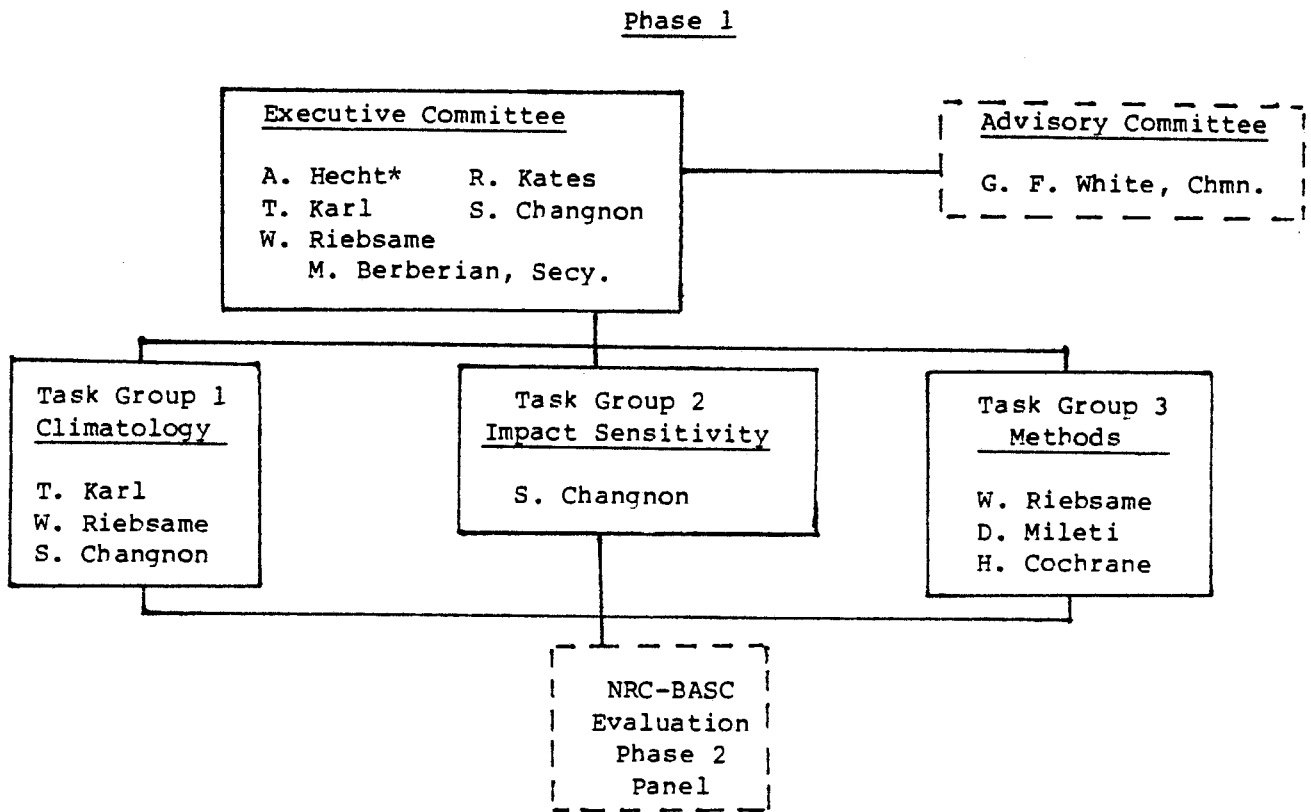 Phase 1
Executive Committee
A. Hecht* R. Kates
T. Karl S. Changnon
W. Riebsame
M. Berberian, Secy.
Advisory Committee
G. F. White, Chmn.
Task Group 1
Climatology
T. Karl
W. Riebsame
S. Changnon
Task Group 2
Impact Sensitivity
S. Changnon
Task Group 3
Methods
W. Riebsame
D. Mileti
H. Cochrane
NRC-BASC
Evaluation
Phase 2
Panel